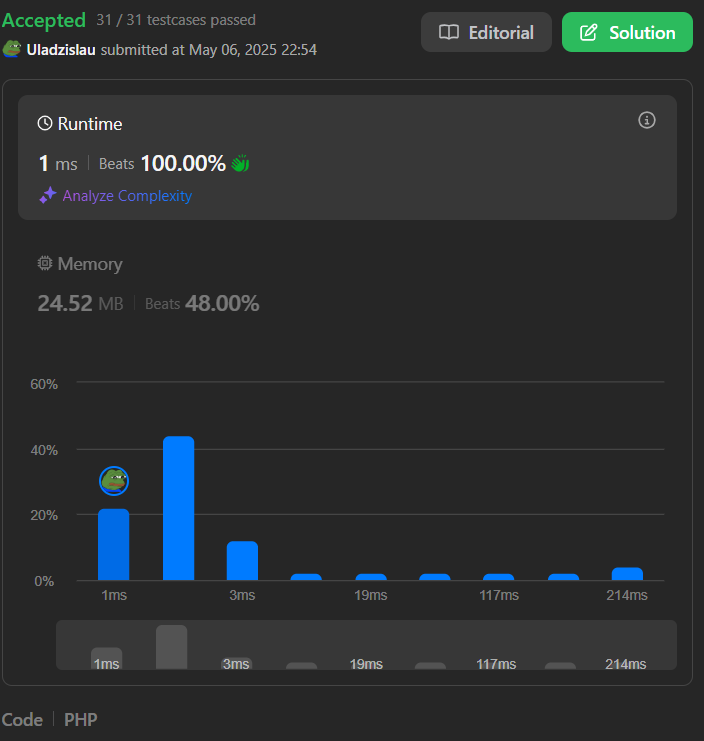 Accepted 31 / 31 testcases passed
Uladzislau submitted at May 06, 2025 22:54
Editorial
Solution
Runtime
1 ms Beats 100.00%
Analyze Complexity
Memory
24.52 MB Beats 48.00%
60%
40%
20%
0%
1ms 3ms 19ms 117ms 214ms
1ms 3ms 19ms 117ms 214ms
Code PHP